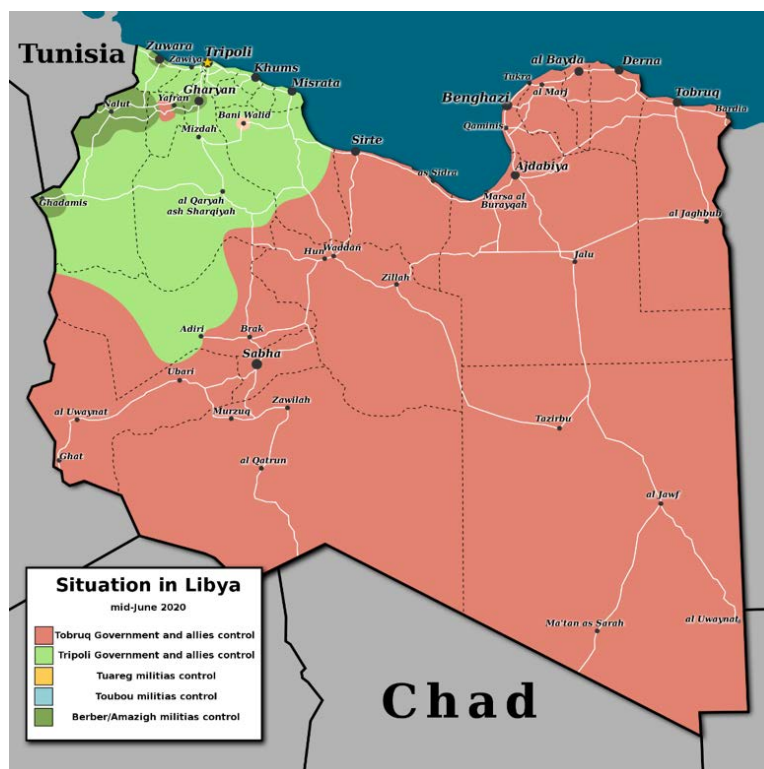 Tunisia
Zuwara
Zawiya
Tripoli
Khums
Misrata
Gharyan
Nalut
Yafran
Bani Walid
Mizdah
Ghadamis
al Qaryah
ash Sharqiyah
Sirte
as Sidra
Benghazi
Tukra
al Marj
al Bayda
Derna
Tobruq
Bardia
Qaminis
Ajdabiya
Marsa al
Burayqah
al Jaghbub
Hun
Waddan
Zillah
Jalu
Adiri
Brak
Sabha
Ubari
al Uwaynat
Murzuq
Zawilah
Ghat
al Qatrun
Tazirbu
al Jawf
Ma'tan as Sarah
al Uwaynat
Chad
Situation in Libya
mid-June 2020
Tobruq Government and allies control
Tripoli Government and allies control
Tuareg militias control
Toubou militias control
Berber/Amazigh militias control